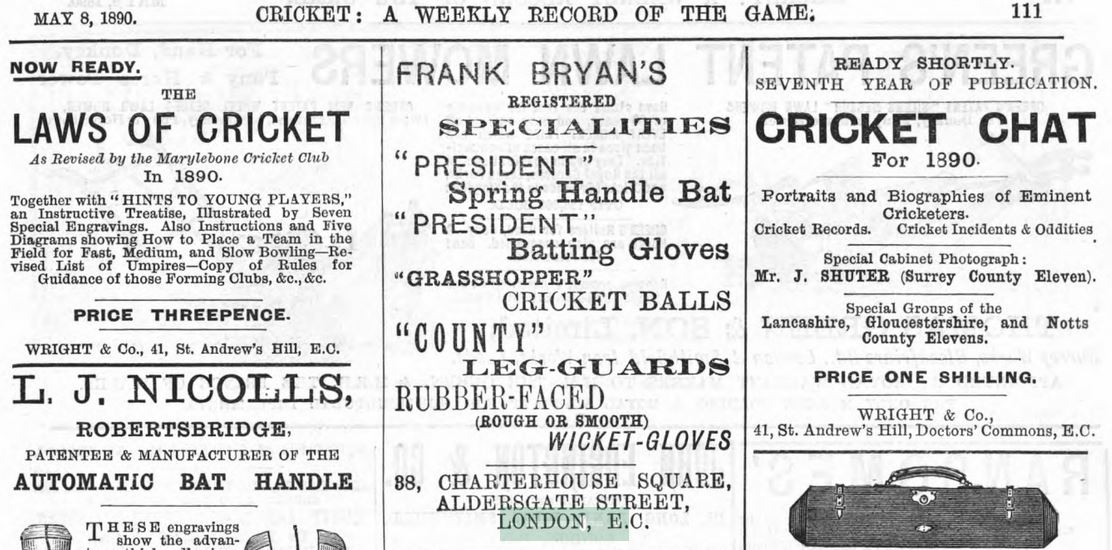 MAY 8, 1890.
CRICKET: A WEEKLY RECORD OF THE GAME.
111
NOW READY.
THE
LAWS OF CRICKET
As Revised by the Marylebone Cricket Club
In 1890.
Together with "HINTS TO YOUNG PLAYERS,"
an Instructive Treatise, Illustrated by Seven
Special Engravings. Also Instructions and Five
Diagrams showing How to Place a Team in the
Field for Fast, Medium, and Slow Bowling—Re-
vised List of Umpires—Copy of Rules for
Guidance of those Forming Clubs, &c., &c.
PRICE THREEPENCE.
WRIGHT & Co., 41, St. Andrew's Hill, E.C.
L. J. NICOLLS,
ROBERTSBRIDGE,
PATENTEE & MANUFACTURER OF THE
AUTOMATIC BAT HANDLE
THESE engravings
show the advan-
FRANK BRYAN'S
REGISTERED
SPECIALITIES
"PRESIDENT"
Spring Handle Bat
"PRESIDENT"
Batting Gloves
"GRASSHOPPER"
CRICKET BALLS
"COUNTY"
LEG-GUARDS
RUBBER-FACED
(ROUGH OR SMOOTH)
WICKET-GLOVES
88, CHARTERHOUSE SQUARE,
ALDERSGATE STREET,
LONDON, E.C.
READY SHORTLY.
SEVENTH YEAR OF PUBLICATION.
CRICKET CHAT
For 1890.
Portraits and Biographies of Eminent
Cricketers.
Cricket Records. Cricket Incidents & Oddities
Special Cabinet Photograph:
Mr. J. SHUTER (Surrey County Eleven).
Special Groups of the
Lancashire, Gloucestershire, and Notts
County Elevens.
PRICE ONE SHILLING.
WRIGHT & Co.,
41, St. Andrew's Hill, Doctors' Commons, E.C.